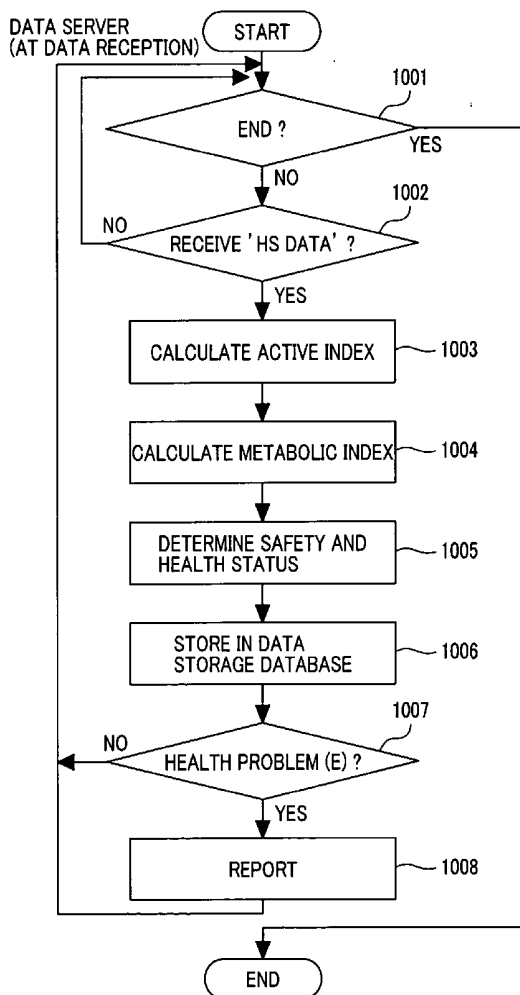 DATA SERVER
(AT DATA RECEPTION)
START
1001
END ?
YES
NO
1002
NO
RECEIVE 'HS DATA' ?
YES
CALCULATE ACTIVE INDEX
1003
CALCULATE METABOLIC INDEX
1004
DETERMINE SAFETY AND
HEALTH STATUS
1005
STORE IN DATA
STORAGE DATABASE
1006
1007
NO
HEALTH PROBLEM (E) ?
YES
REPORT
1008
END